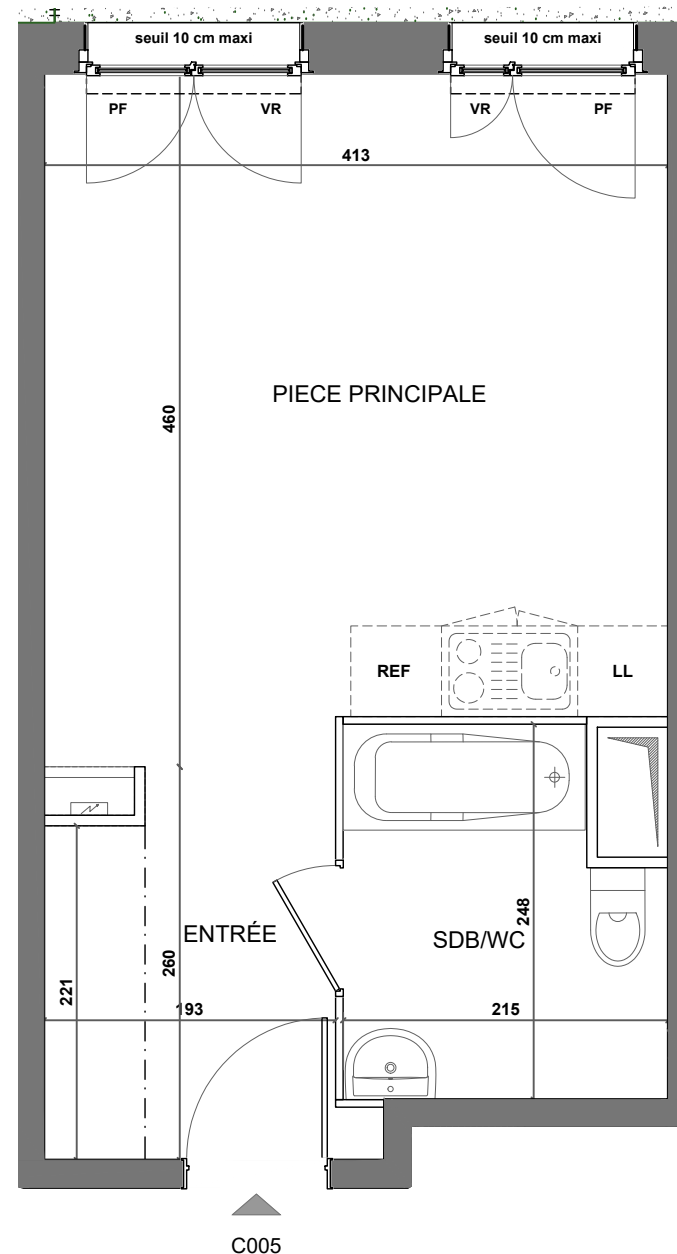 seuil 10 cm maxi
seuil 10 cm maxi
PF
VR
VR
PF
413
PIECE PRINCIPALE
460
REF
LL
ENTRÉE
SDB/WC
248
260
221
193
215
C005